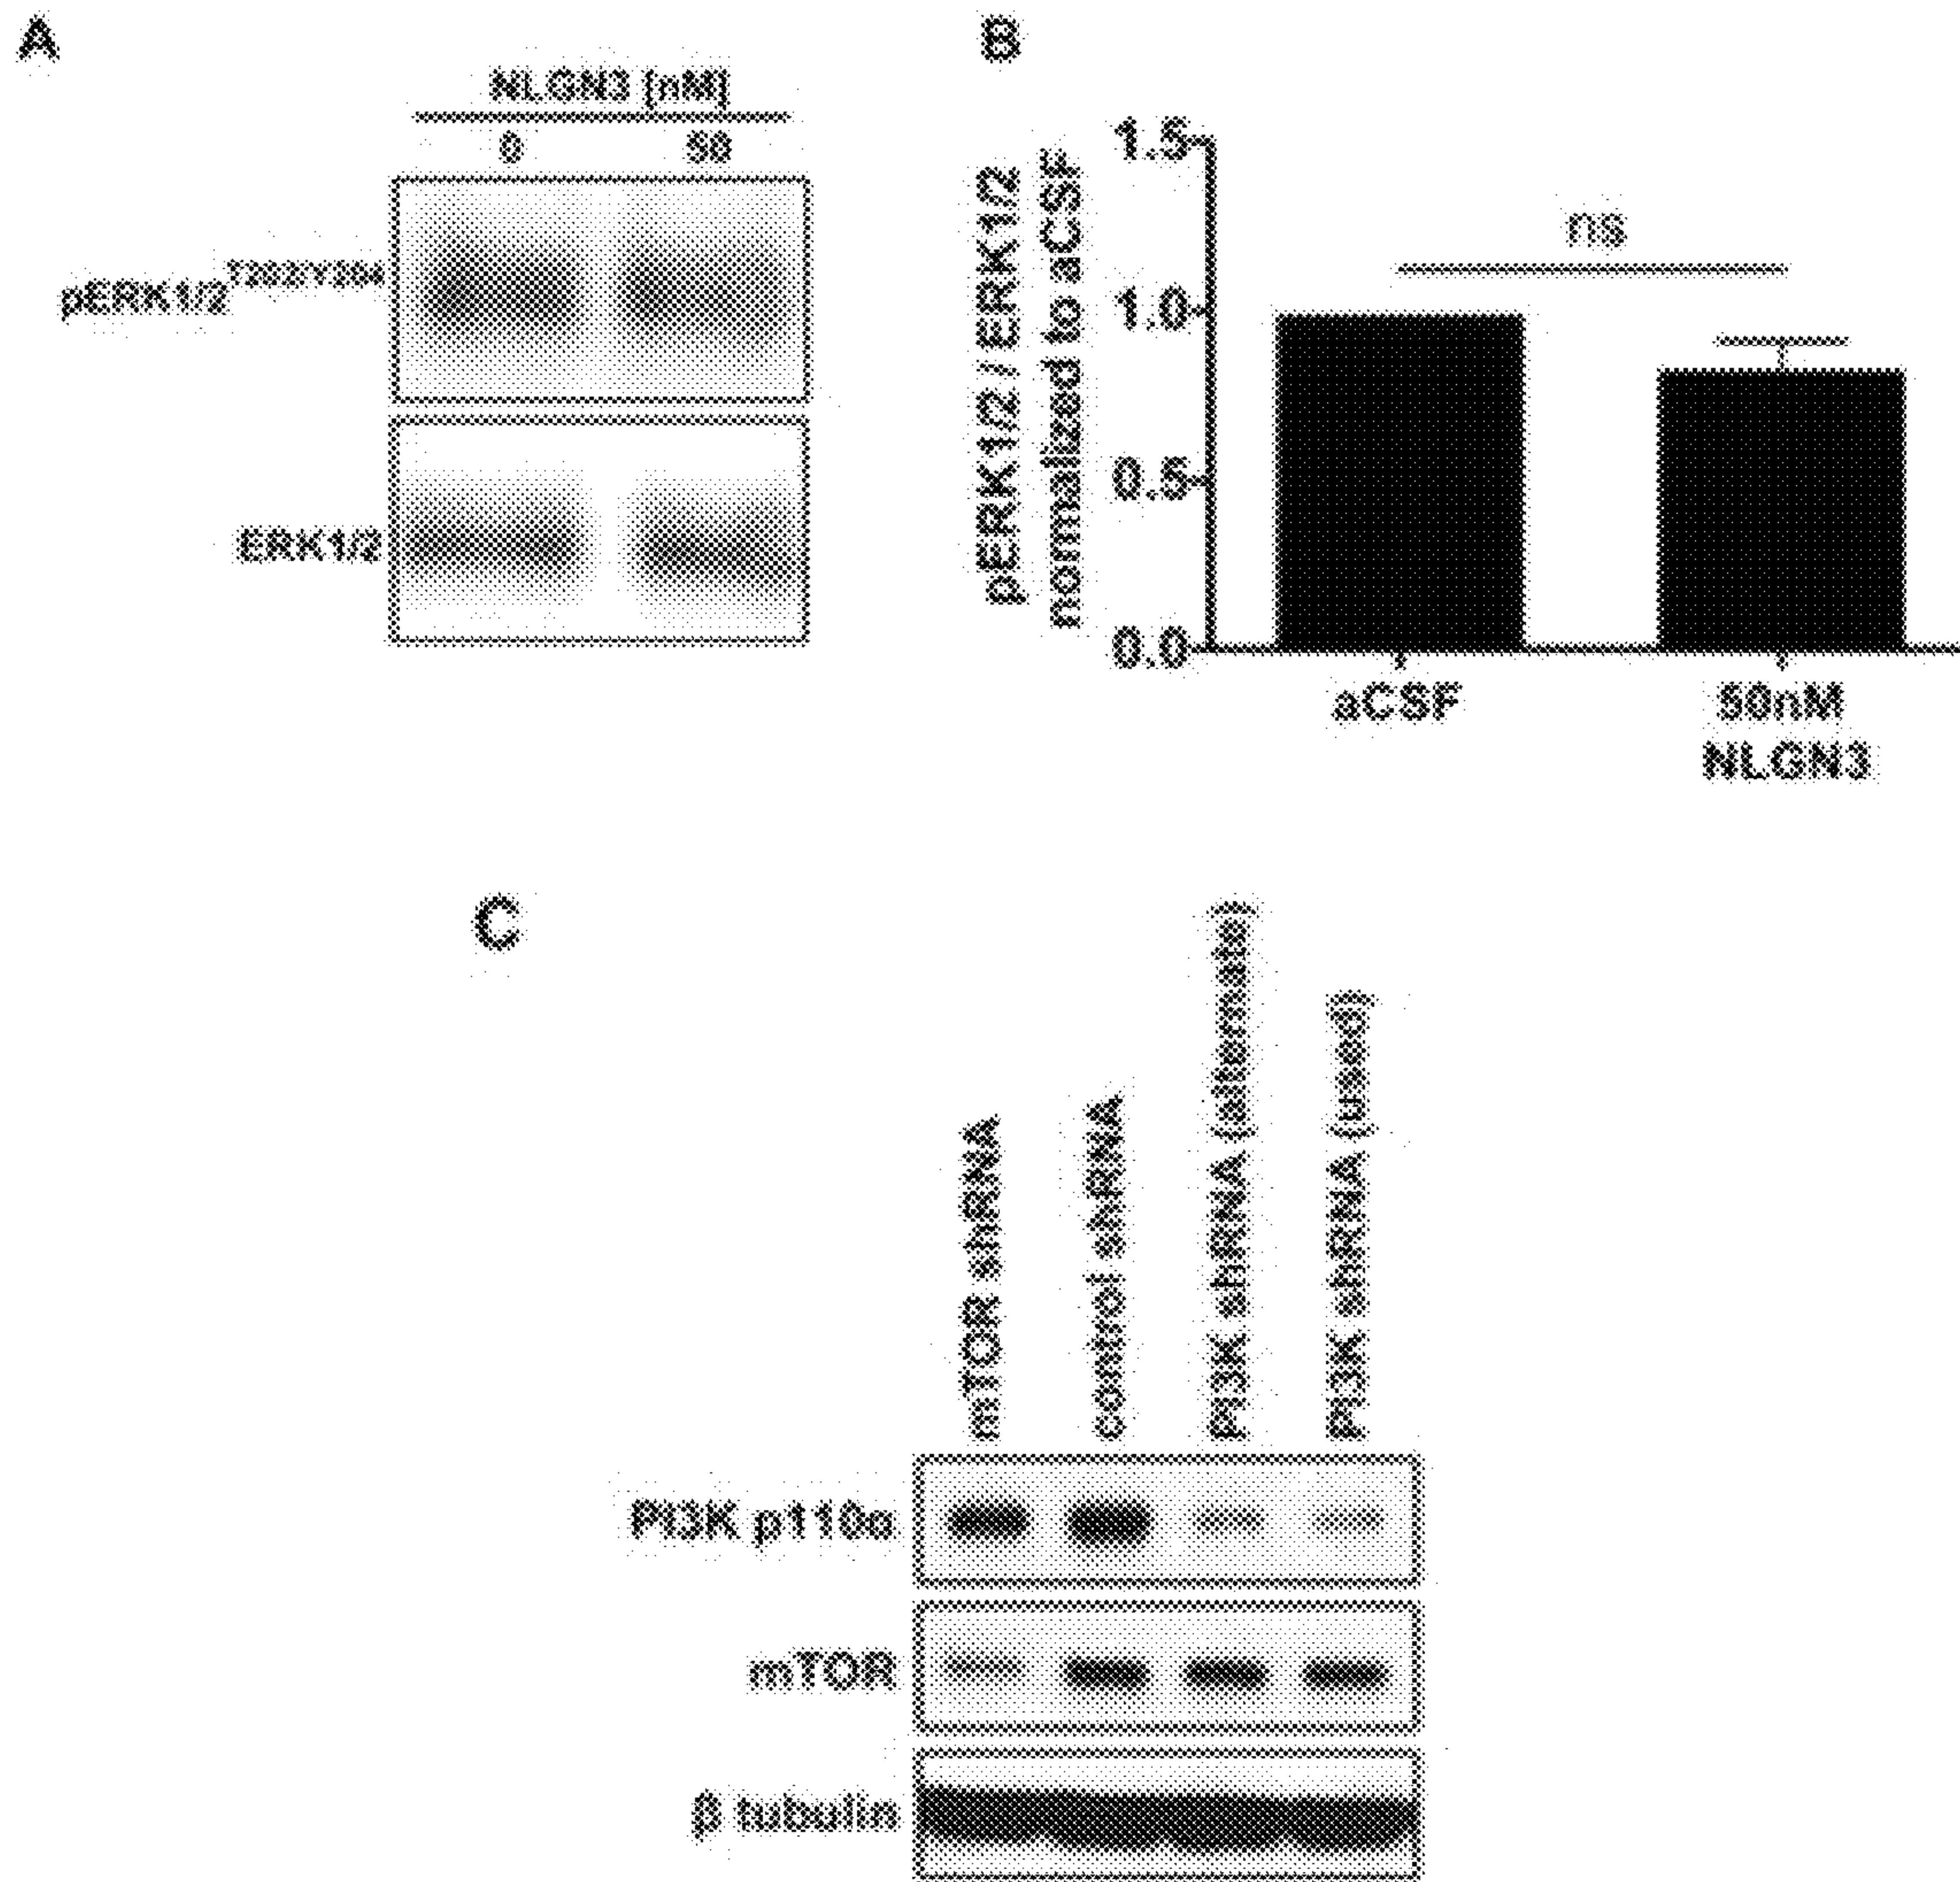 A
NLGN3 [nM]
0 50
pERK1/2 T202/Y204
ERK1/2
B
pERK1/2 / ERK1/2
normalized to aCSF
1.5
1.0
0.5
0.0
ns
aCSF
50nM
NLGN3
C
mTOR shRNA
control shRNA
PI3K shRNA (alternate)
PI3K shRNA (used)
PI3K p110α
mTOR
β tubulin